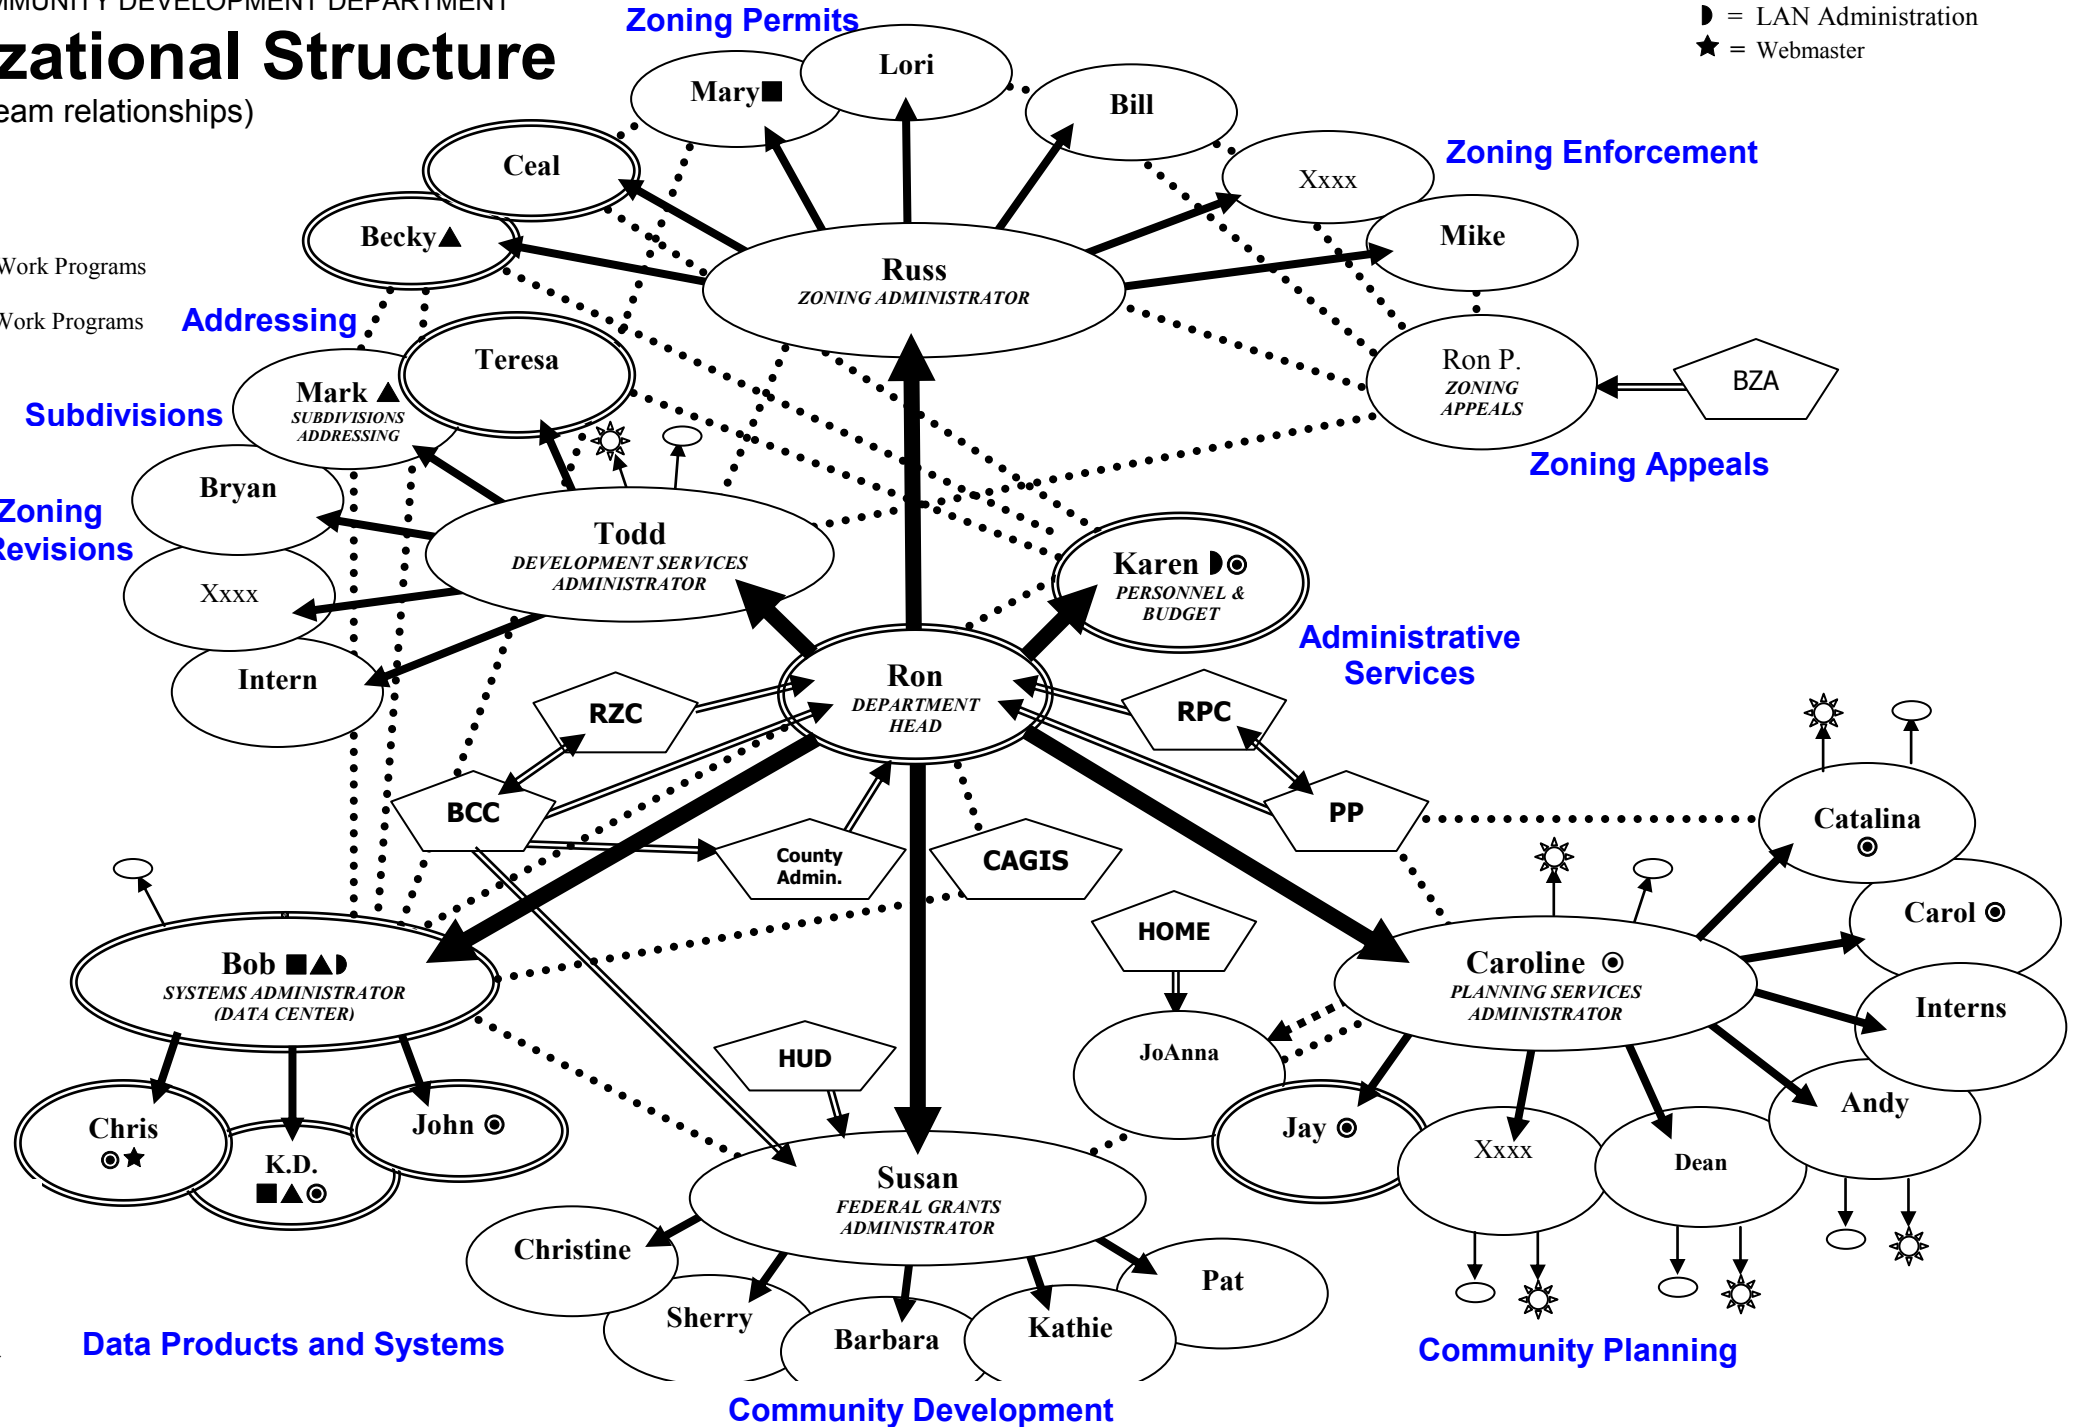 MMUNITY DEVELOPMENT DEPARTMENT
zational Structure
eam relationships)
= LAN Administration
= Webmaster
Zoning Permits
Lori
Mary
Bill
Ceal
Zoning Enforcement
Xxxx
Becky
Mike
Work Programs
Work Programs
Russ
ZONING ADMINISTRATOR
Addressing
Teresa
Ron P.
ZONING
APPEALS
BZA
Mark
SUBDIVISIONS
ADDRESSING
Subdivisions
Zoning Appeals
Bryan
Zoning
Revisions
Todd
DEVELOPMENT SERVICES
ADMINISTRATOR
Karen
PERSONNEL &
BUDGET
Xxxx
Administrative
Services
Intern
Ron
DEPARTMENT
HEAD
RZC
RPC
BCC
PP
County
Admin.
CAGIS
Catalina
Carol
HOME
Bob
SYSTEMS ADMINISTRATOR
(DATA CENTER)
Caroline
PLANNING SERVICES
ADMINISTRATOR
Interns
HUD
JoAnna
Andy
Chris
John
K.D.
Jay
Xxxx
Dean
Susan
FEDERAL GRANTS
ADMINISTRATOR
Christine
Pat
Sherry
Barbara
Kathie
Data Products and Systems
Community Planning
Community Development